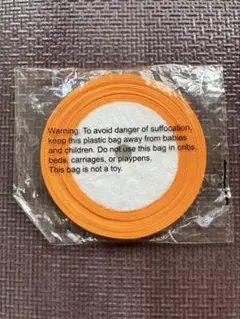 Warning: To avoid danger of suffocation,
keep this plastic bag away from babies
and children. Do not use this bag in cribs,
beds, carriages, or playpens.
This bag is not a toy.